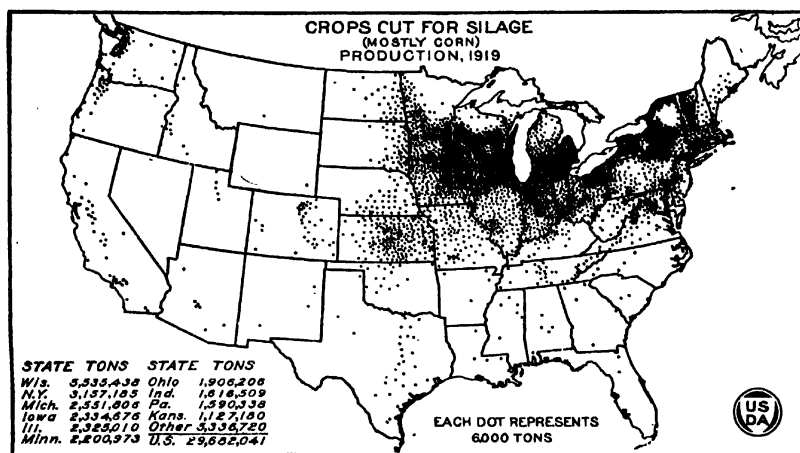 CROPS CUT FOR SILAGE
(MOSTLY CORN)
PRODUCTION, 1919
STATE TONS STATE TONS
Wis. 5,535,438 Ohio 1,906,206
N.Y. 3,157,185 Ind. 1,616,509
Mich. 2,551,806 Pa. 1,590,338
Iowa 2,334,676 Kans. 1,127,180
Ill. 2,325,010 Other 5,336,720
Minn. 2,200,973 U.S. 29,682,041
EACH DOT REPRESENTS
6,000 TONS
US
DA